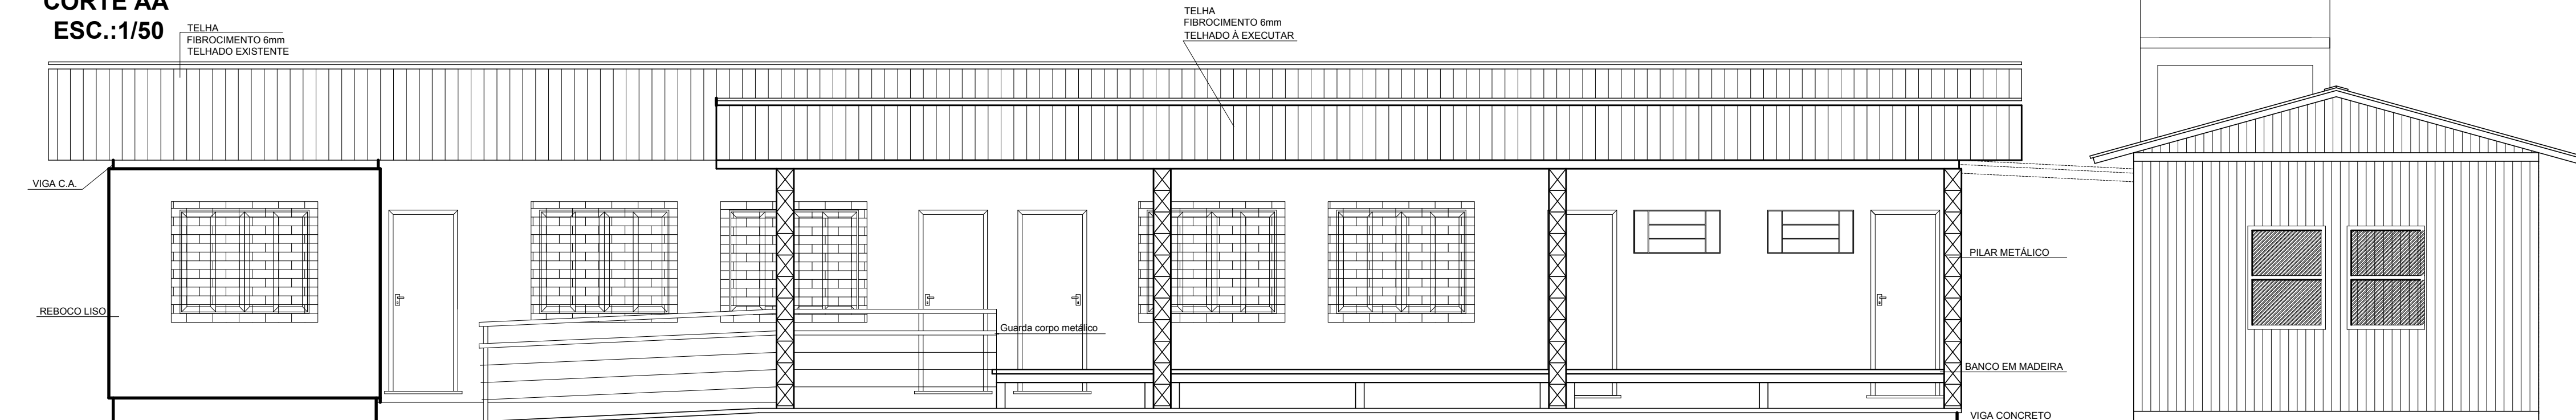 CORTE AA
ESC.:1/50
TELHA
FIBROCIMENTO 6mm
TELHADO EXISTENTE
TELHA
FIBROCIMENTO 6mm
TELHADO À EXECUTAR
VIGA C.A.
REBOCO LISO
Guarda corpo metálico
PILAR METÁLICO
BANCO EM MADEIRA
VIGA CONCRETO